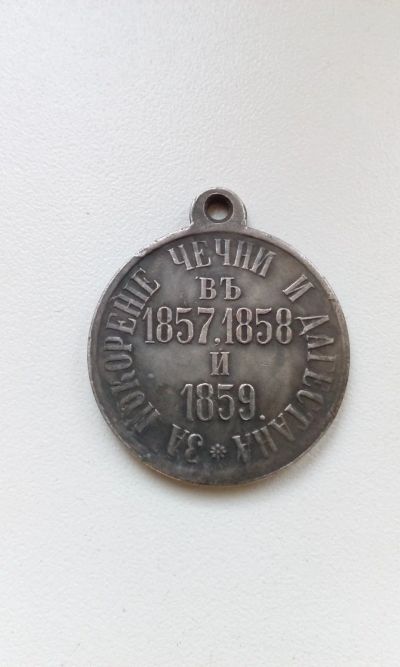 ЗА ПОКОРЕНІЕ ЧЕЧНИ И ДАГЕСТАНА
ВЪ
1857, 1858
И
1859.